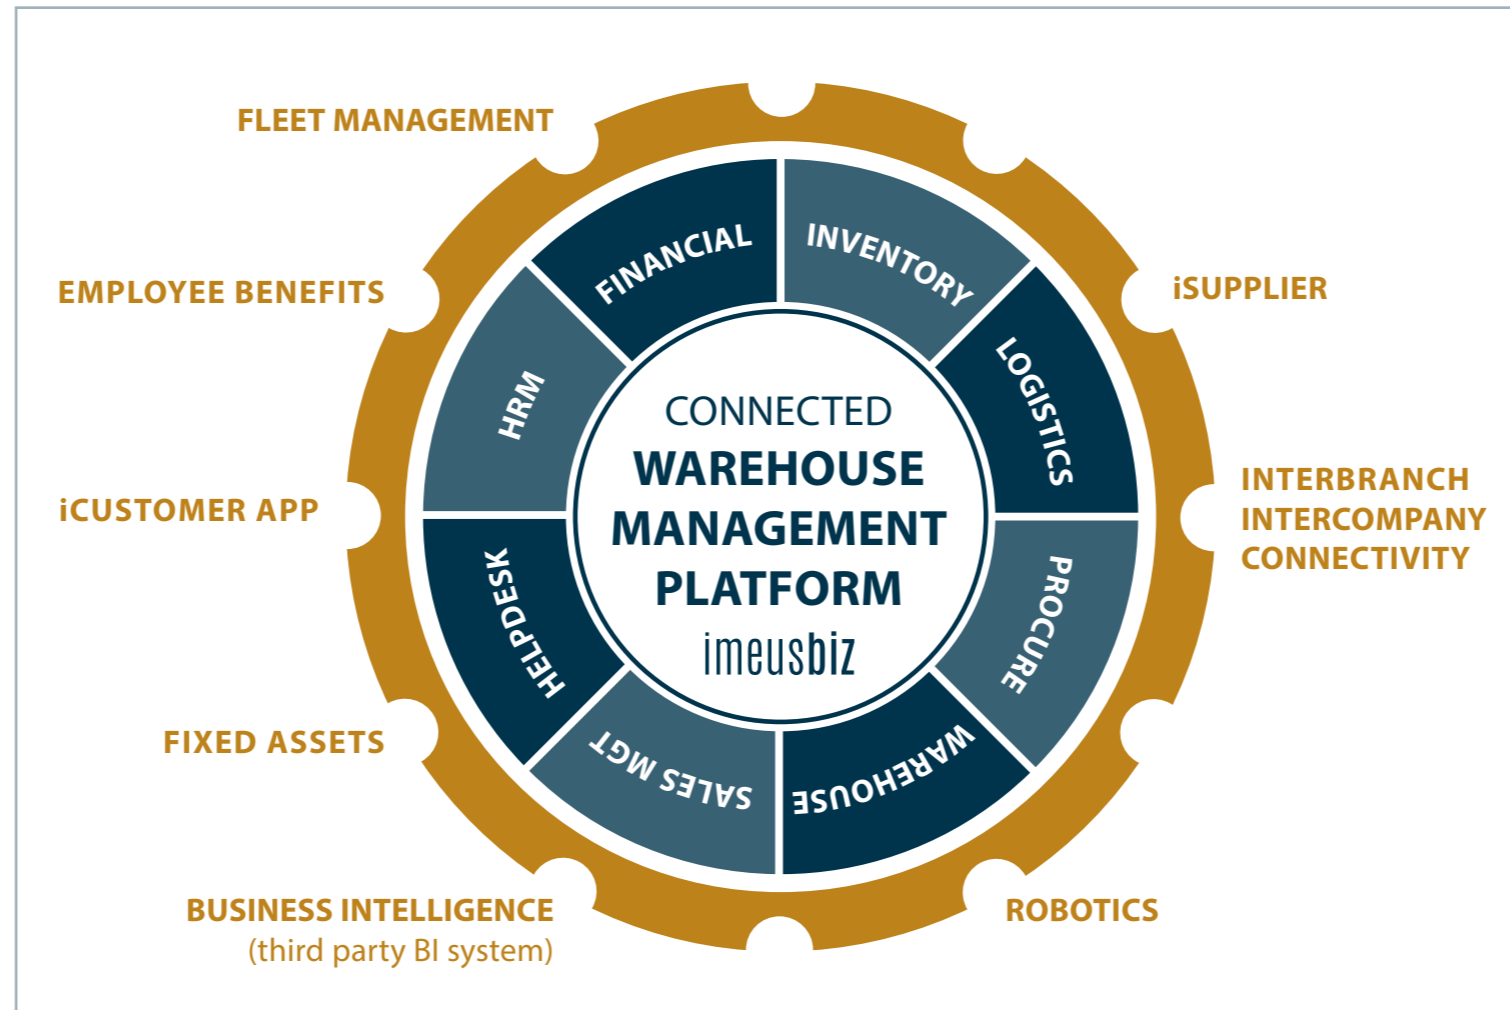 FLEET MANAGEMENT
EMPLOYEE BENEFITS
iCUSTOMER APP
FIXED ASSETS
BUSINESS INTELLIGENCE
(third party BI system)
iSUPPLIER
INTERBRANCH
INTERCOMPANY
CONNECTIVITY
ROBOTICS
FINANCIAL
INVENTORY
LOGISTICS
PROCURE
WAREHOUSE
SALES MGT
HELPDESK
HRM
CONNECTED
WAREHOUSE
MANAGEMENT
PLATFORM
imeusbiz